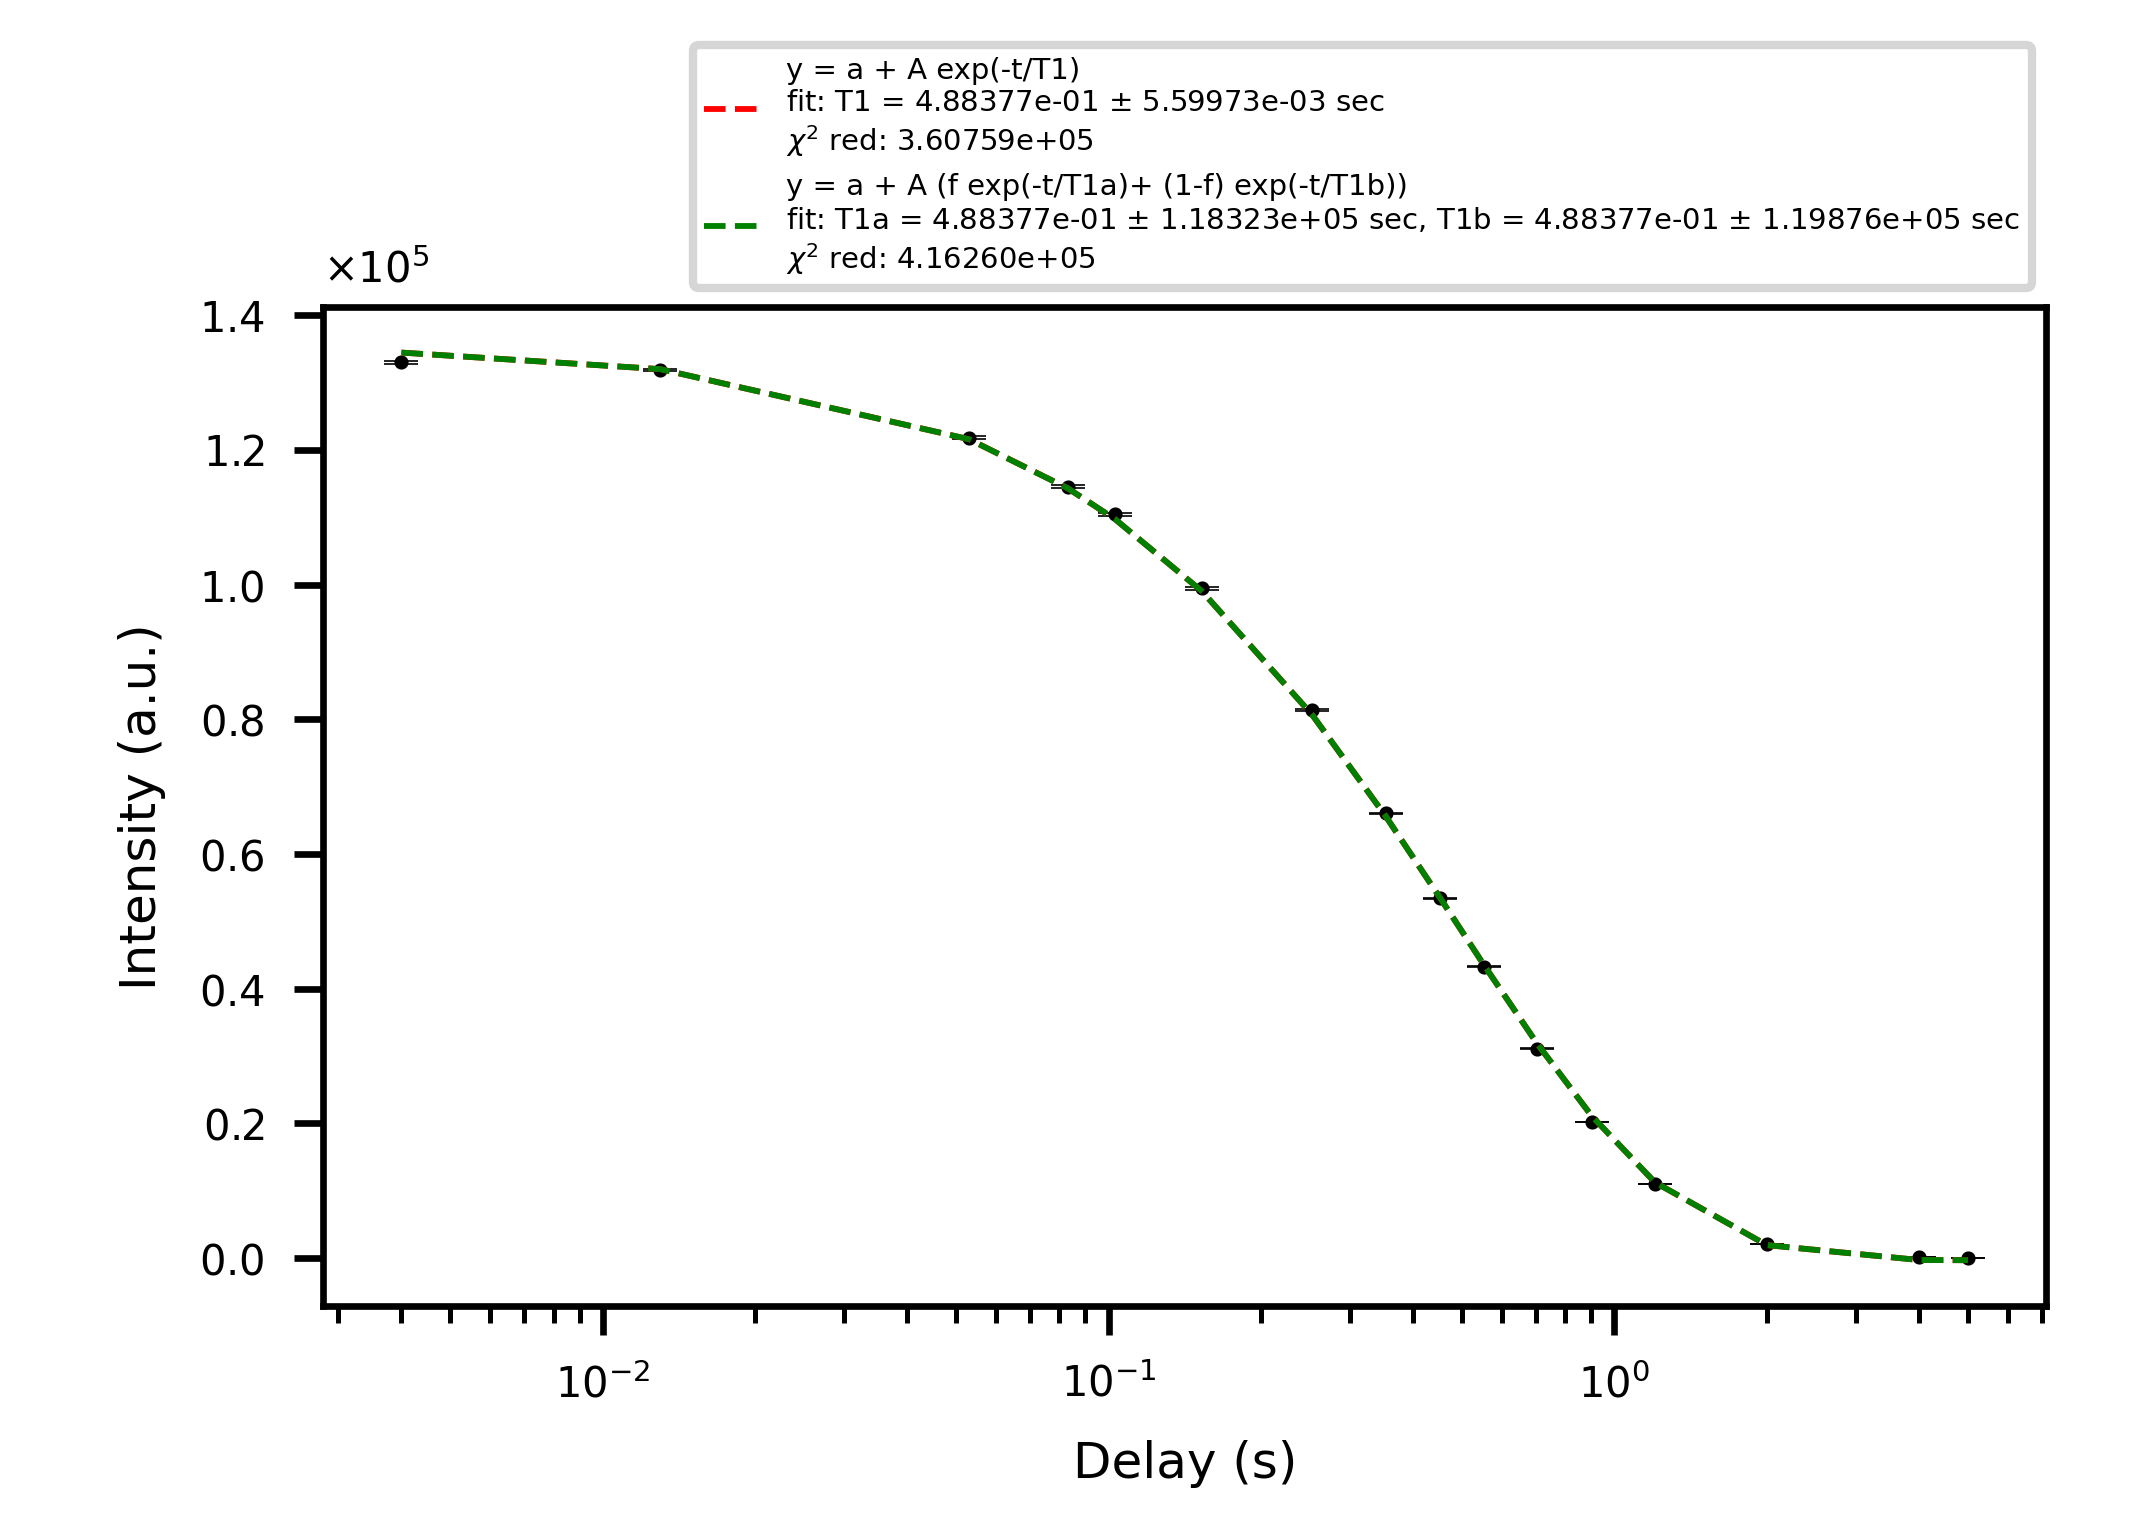 y = a + A exp(-t/T1)
fit: T1 = 4.88377e-01 ± 5.59973e-03 sec
χ² red: 3.60759e+05
y = a + A (f exp(-t/T1a)+ (1-f) exp(-t/T1b))
fit: T1a = 4.88377e-01 ± 1.18323e+05 sec, T1b = 4.88377e-01 ± 1.19876e+05 sec
χ² red: 4.16260e+05
×10⁵
1.4
1.2
1.0
0.8
0.6
0.4
0.2
0.0
Intensity (a.u.)
10⁻² 10⁻¹ 10⁰
Delay (s)